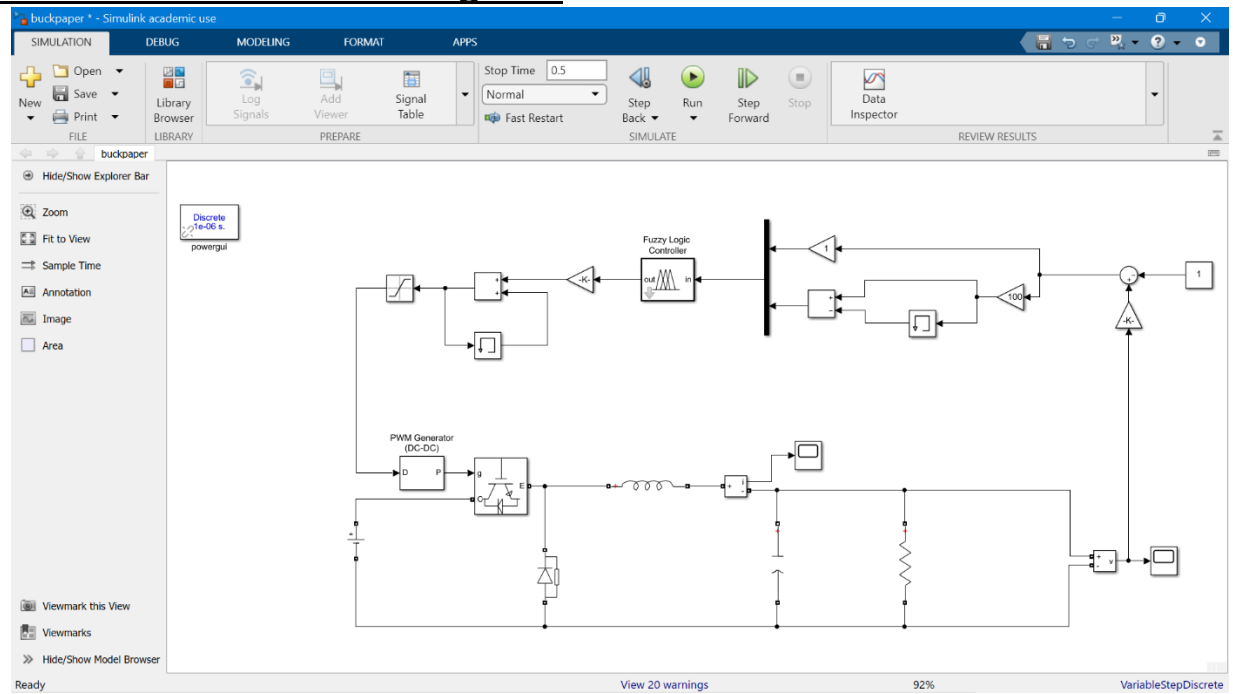 buckpaper * - Simulink academic use
SIMULATION DEBUG MODELING FORMAT APPS
New
Open
Save
Print
FILE
Library
Browser
LIBRARY
Log
Signals
Add
Viewer
Signal
Table
PREPARE
Stop Time 0.5
Normal
Fast Restart
Step
Back
Run
Step
Forward
Stop
SIMULATE
Data
Inspector
REVIEW RESULTS
buckpaper
Hide/Show Explorer Bar
Zoom
Fit to View
Sample Time
Annotation
Image
Area
Viewmark this View
Viewmarks
Hide/Show Model Browser
Discrete
1e-06 s.
powergui
Fuzzy Logic
Controller
out in
-K-
1
100
1
-K-
+
+
+
-
+
-
PWM Generator
(DC-DC)
D P
g
C
E
+
+
+ i
-
+
+
+ v
-
Ready
View 20 warnings
92%
VariableStepDiscrete